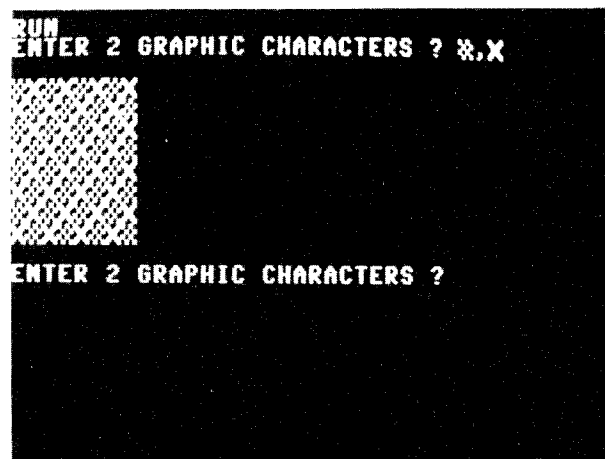 RUN
ENTER 2 GRAPHIC CHARACTERS ? ▒,X
ENTER 2 GRAPHIC CHARACTERS ?